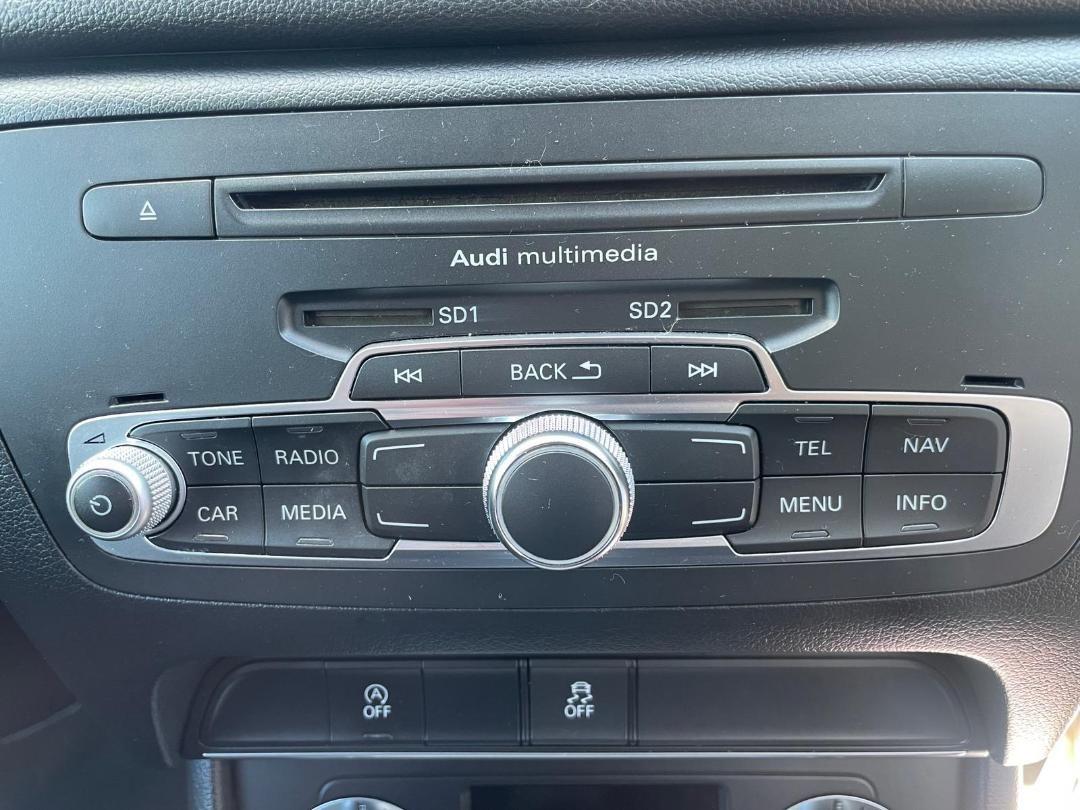 Audi multimedia
SD1 SD2
BACK
TONE RADIO TEL NAV
CAR MEDIA MENU INFO
A
OFF OFF